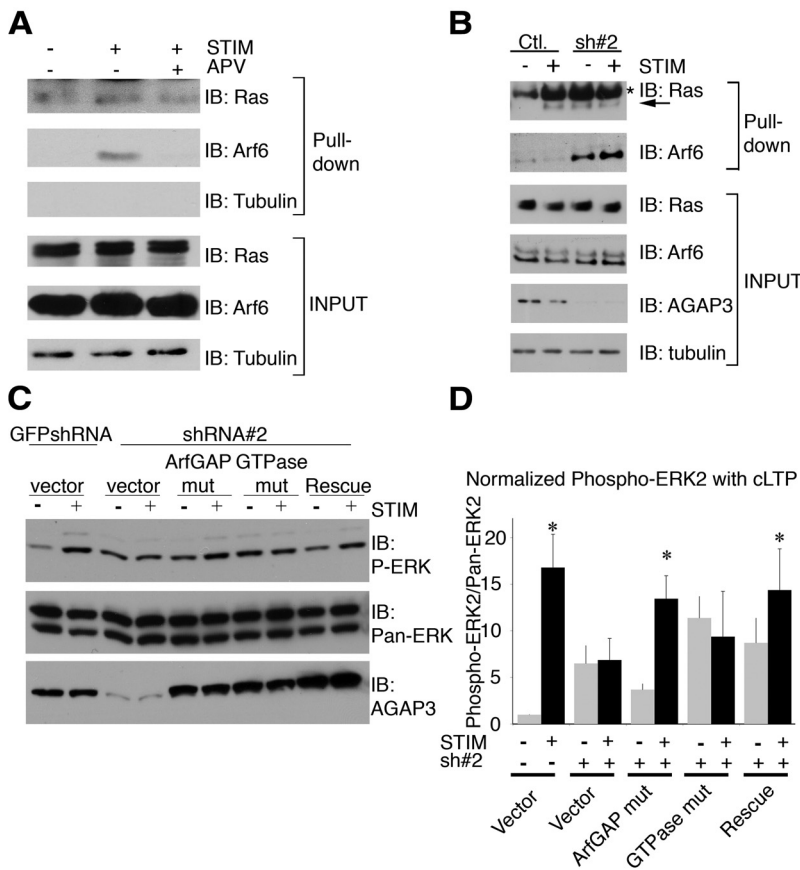 A
- + + STIM
- - + APV
IB: Ras
IB: Arf6
IB: Tubulin
Pull-
down
IB: Ras
IB: Arf6
IB: Tubulin
INPUT
B
Ctl. sh#2
- + - + STIM
* IB: Ras
IB: Arf6
Pull-
down
IB: Ras
IB: Arf6
IB: AGAP3
IB: tubulin
INPUT
C
GFPshRNA shRNA#2
ArfGAP GTPase
vector vector mut mut Rescue
- + - + - + - + - + STIM
IB:
P-ERK
IB:
Pan-ERK
IB:
AGAP3
D
Normalized Phospho-ERK2 with cLTP
Phospho-ERK2/Pan-ERK2
20
15
10
5
0
* * *
STIM - + - + - + - + - +
sh#2 - - + + + + + + + +
Vector
Vector
ArfGAP mut
GTPase mut
Rescue